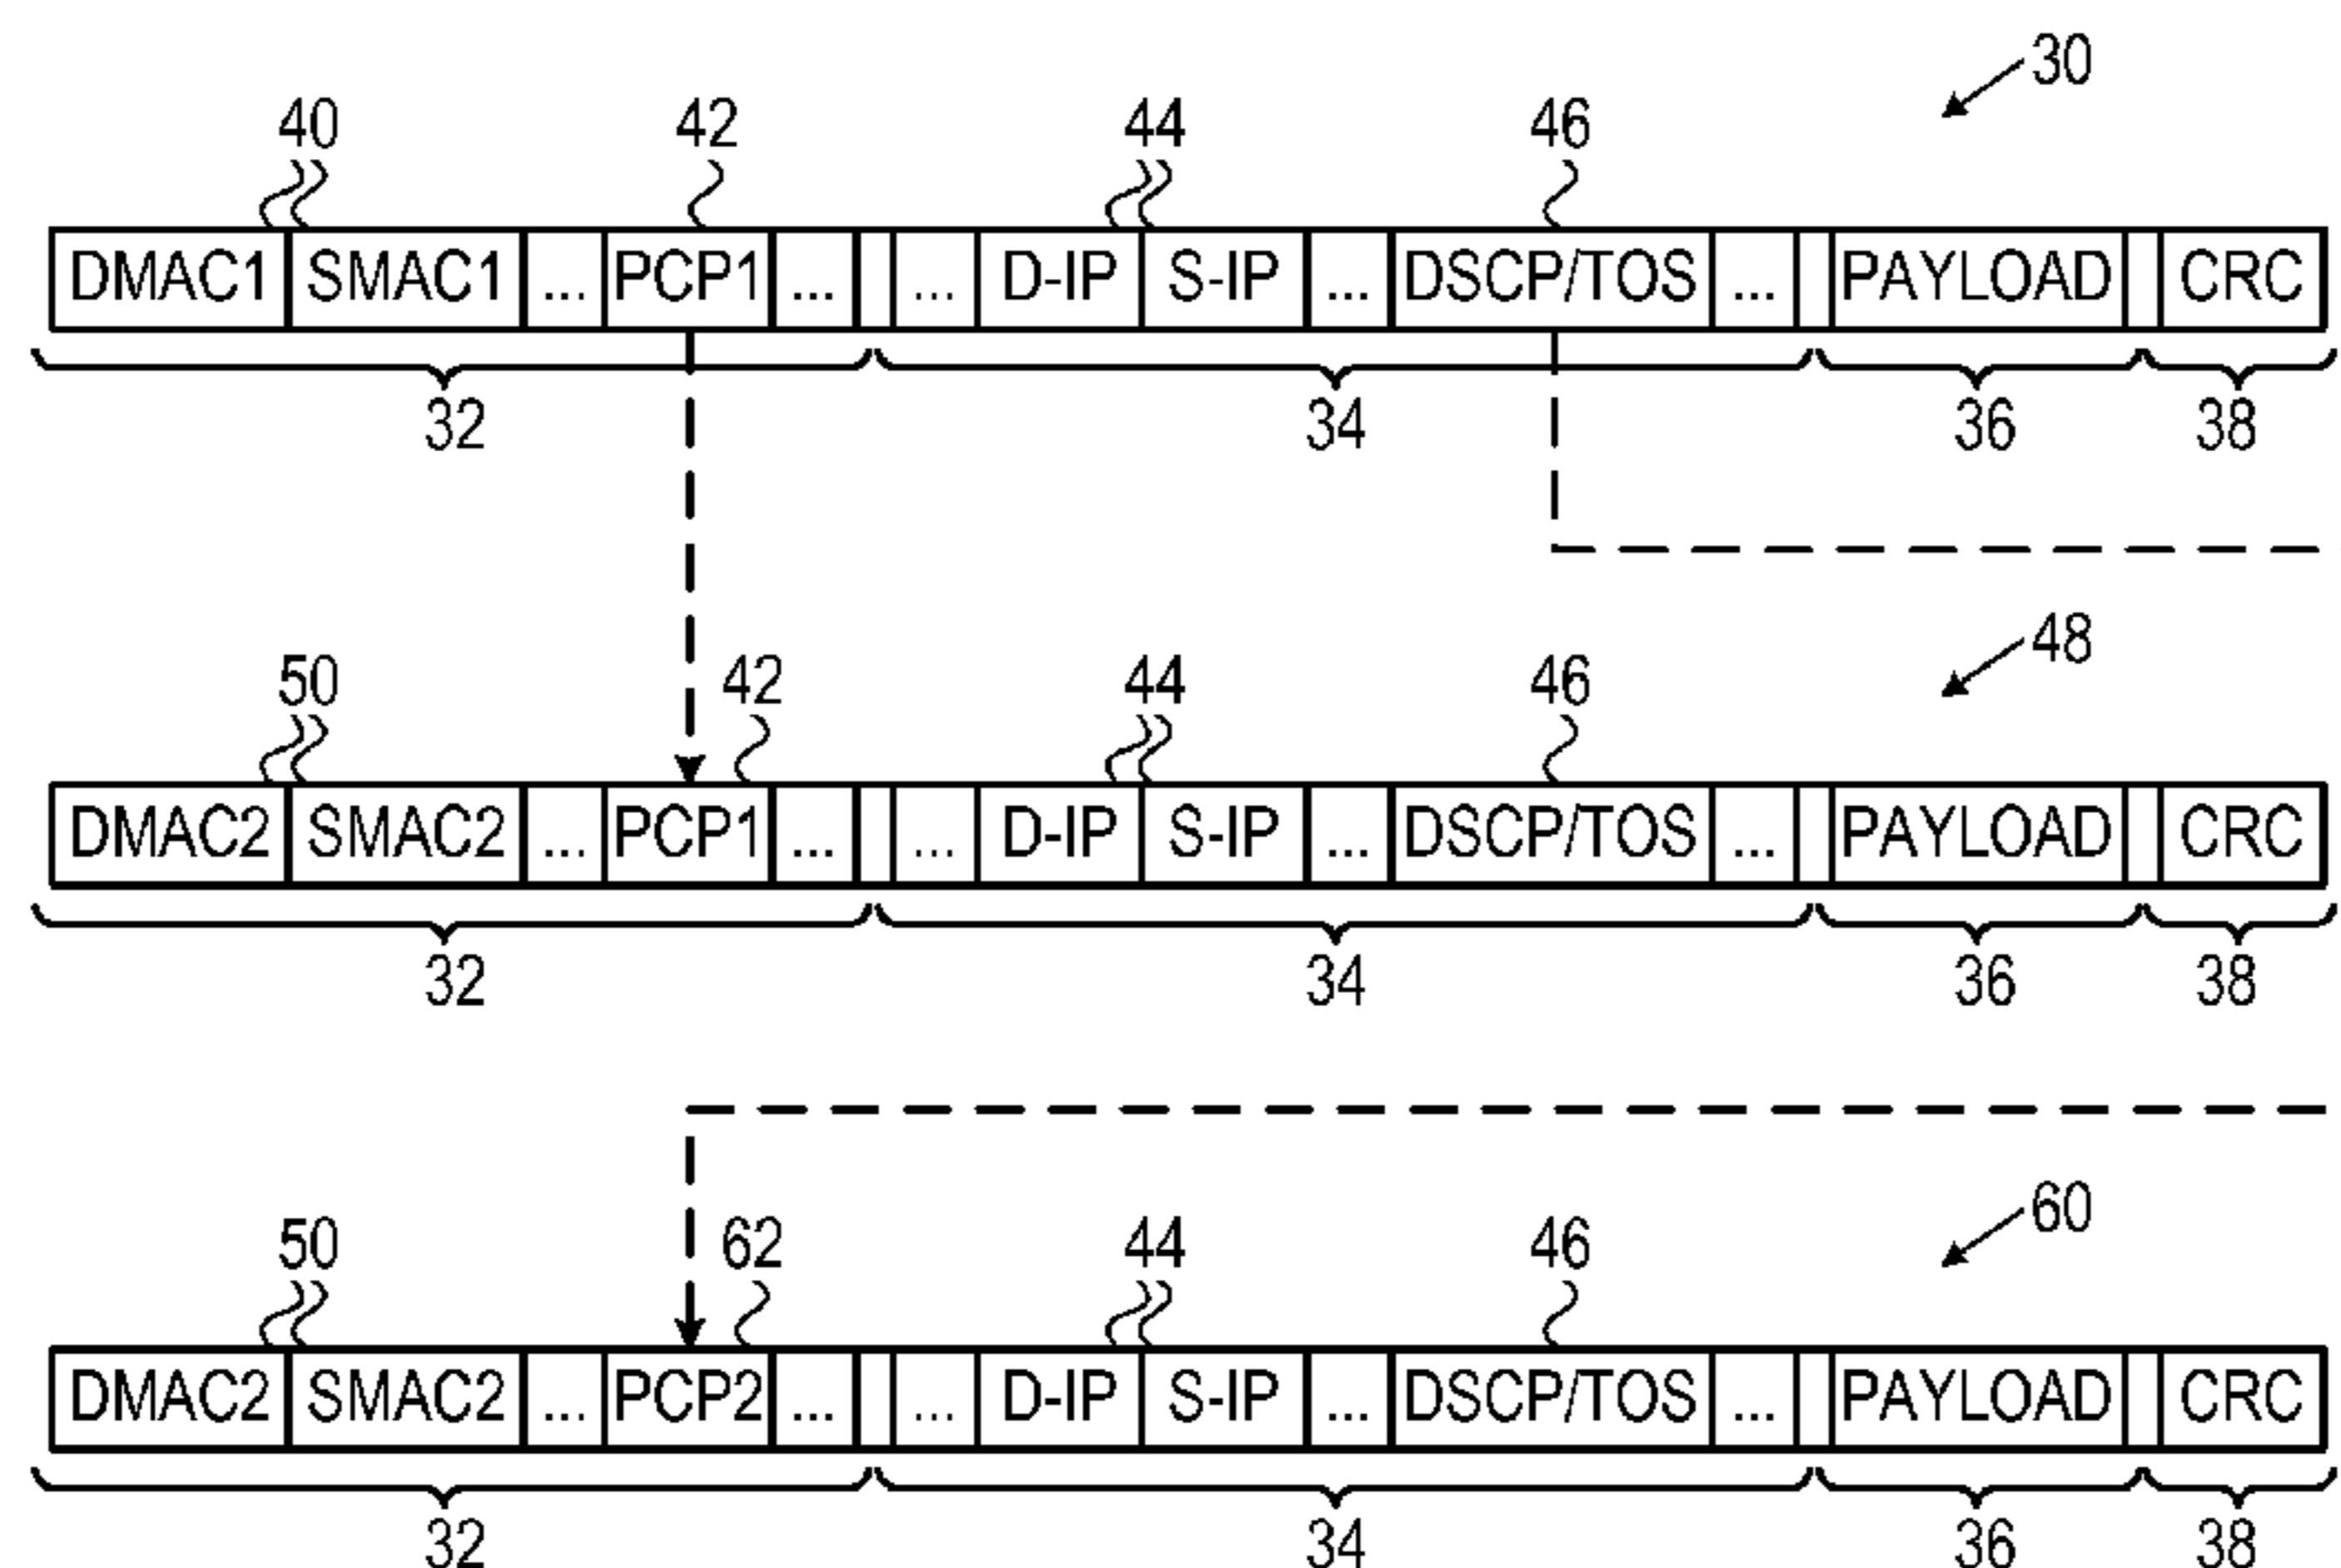 30
40 42 44 46
DMAC1 SMAC1 ... PCP1 ... ... D-IP S-IP ... DSCP/TOS ... PAYLOAD CRC
32 34 36 38
48
50 42 44 46
DMAC2 SMAC2 ... PCP1 ... ... D-IP S-IP ... DSCP/TOS ... PAYLOAD CRC
32 34 36 38
60
50 62 44 46
DMAC2 SMAC2 ... PCP2 ... ... D-IP S-IP ... DSCP/TOS ... PAYLOAD CRC
32 34 36 38